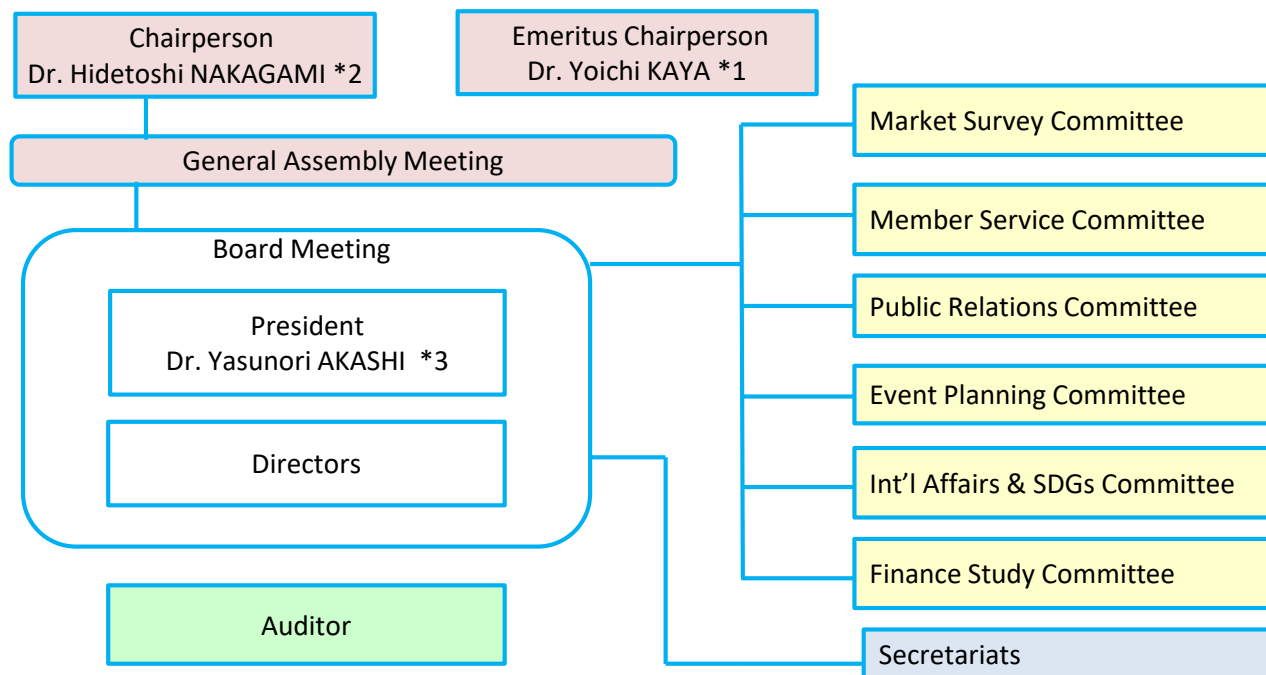 Chairperson
Dr. Hidetoshi NAKAGAMI *2
Emeritus Chairperson
Dr. Yoichi KAYA *1
General Assembly Meeting
Board Meeting
President
Dr. Yasunori AKASHI *3
Directors
Auditor
Market Survey Committee
Member Service Committee
Public Relations Committee
Event Planning Committee
Int’l Affairs & SDGs Committee
Finance Study Committee
Secretariats